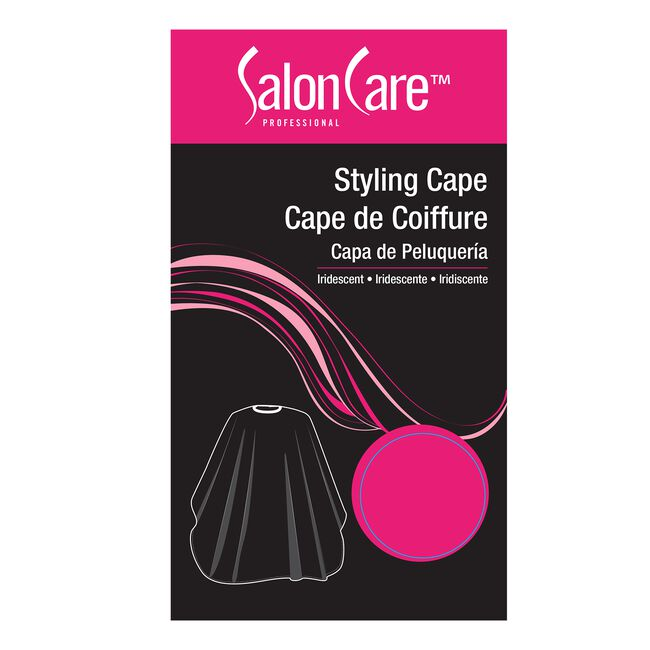 SalonCare™
PROFESSIONAL
Styling Cape
Cape de Coiffure
Capa de Peluquería
Iridescent • Iridescente • Iridiscente